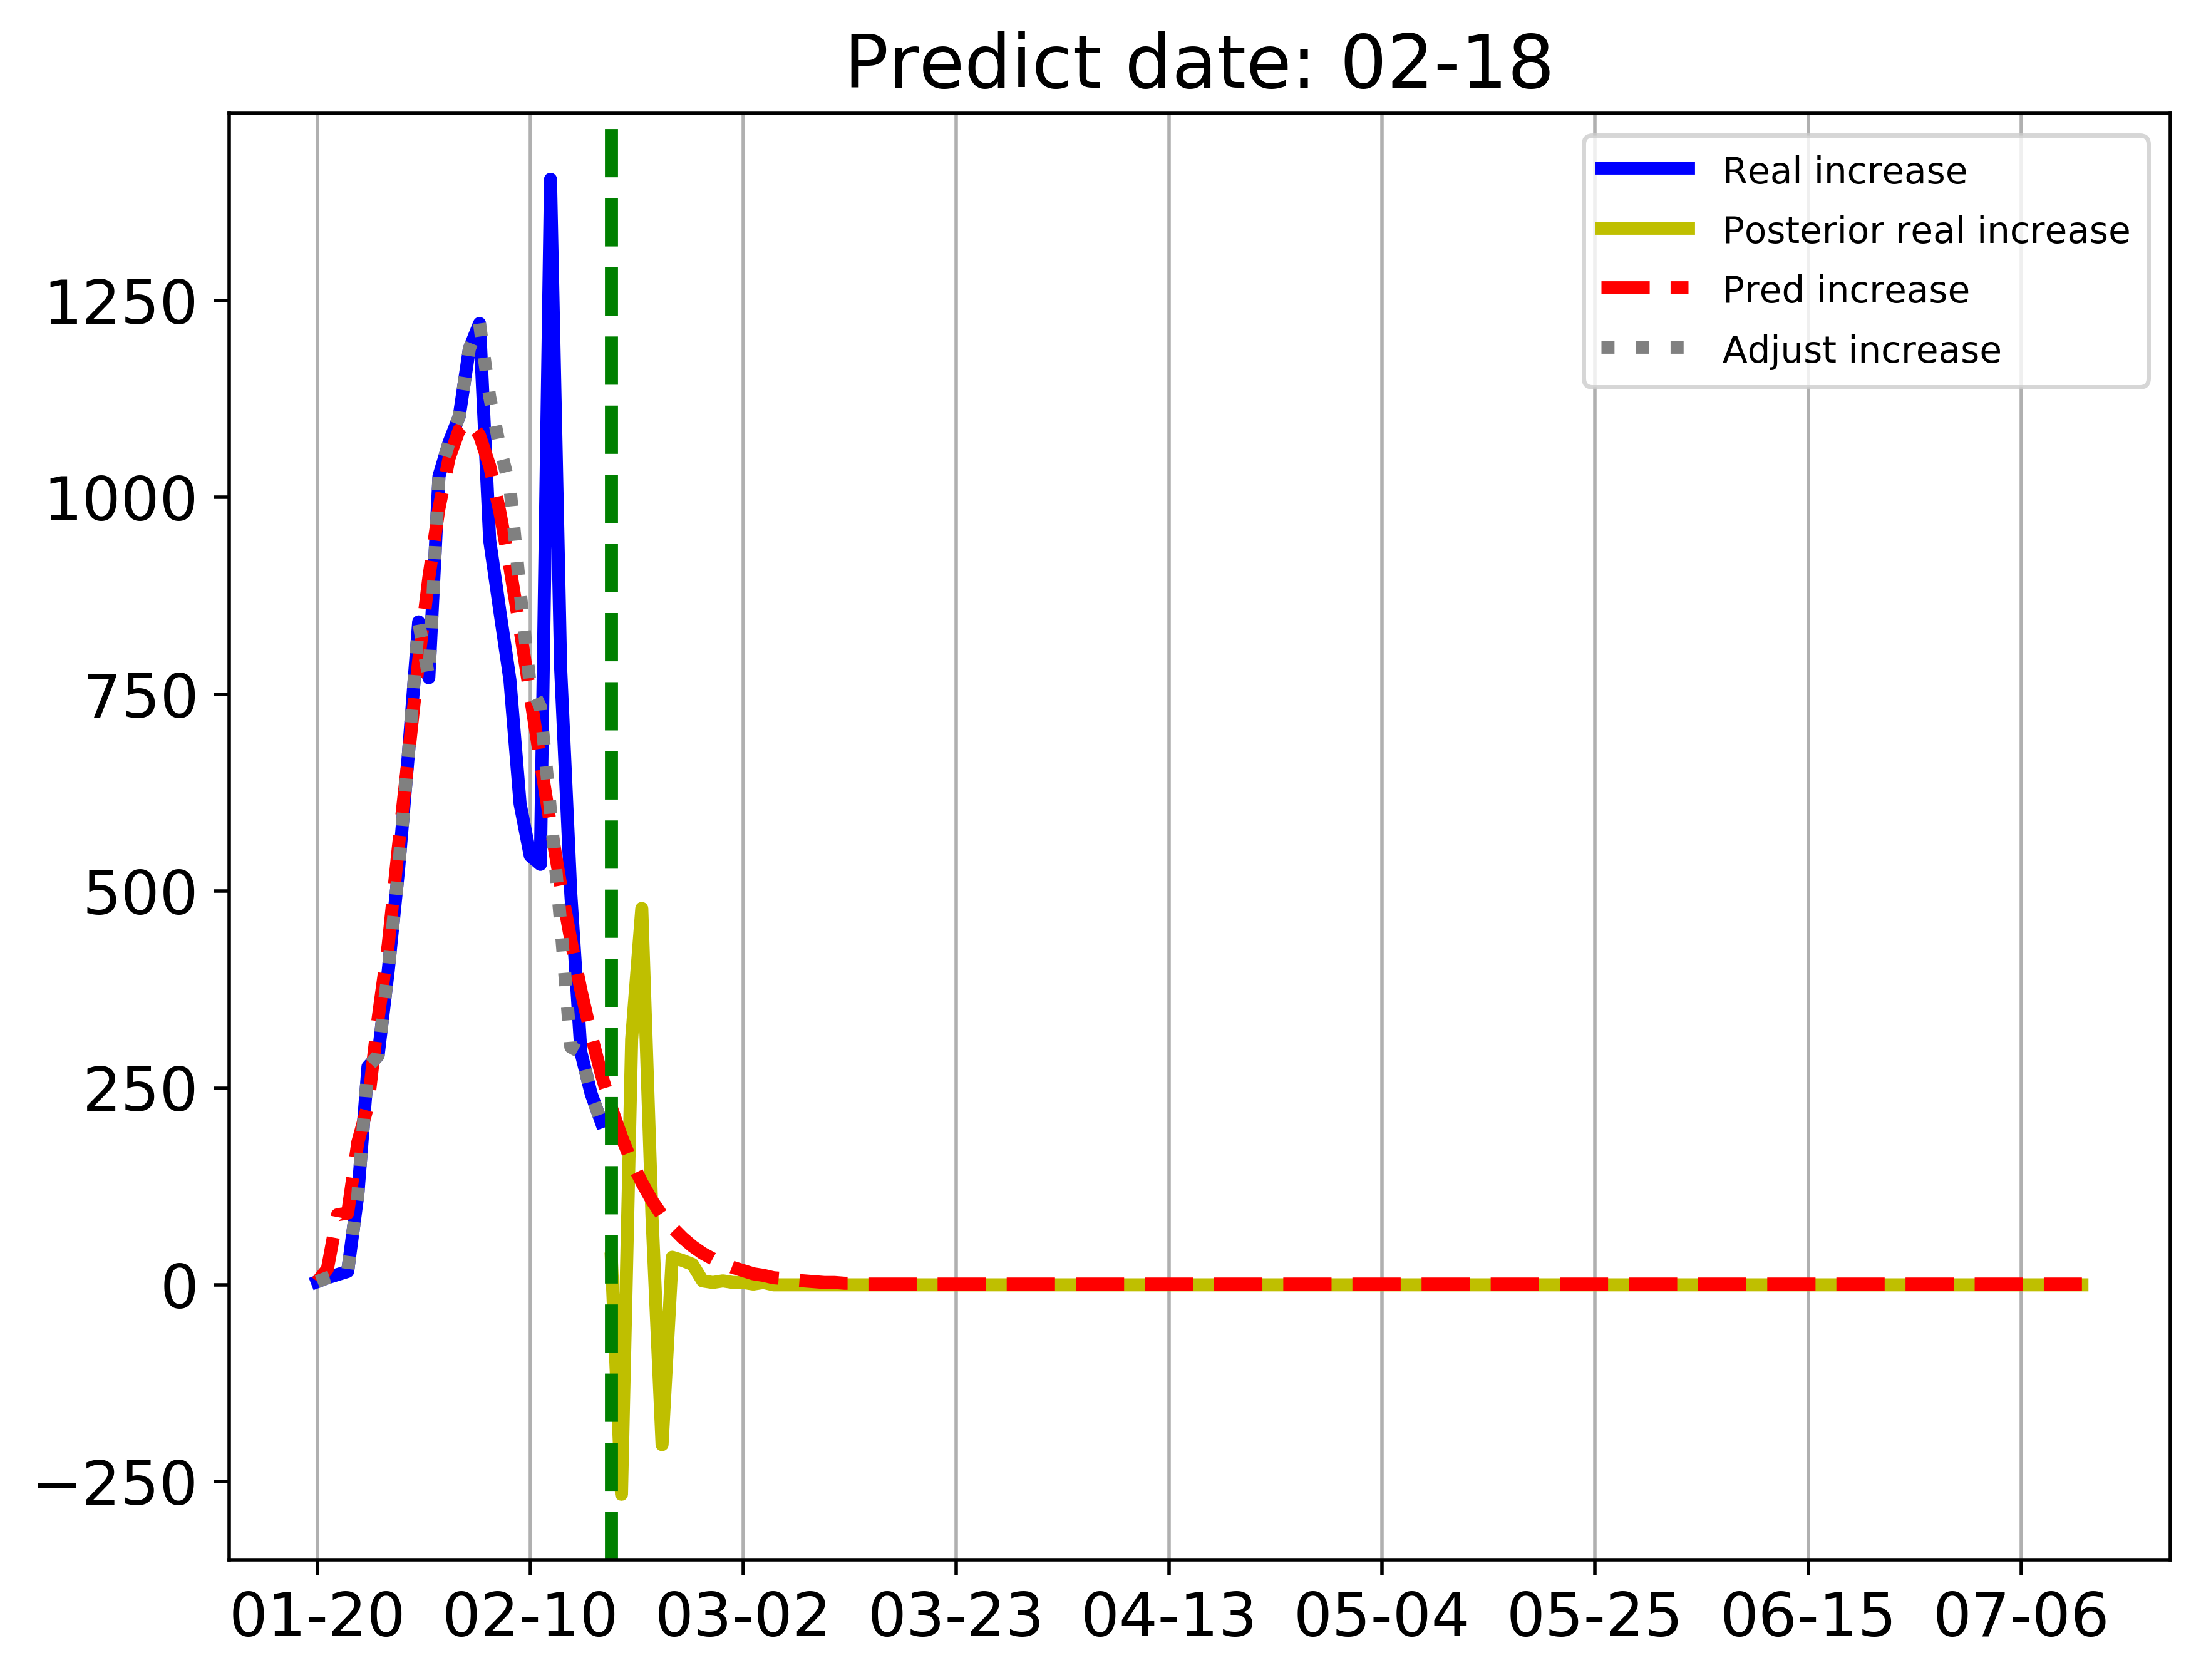 Predict date: 02-18
Real increase
Posterior real increase
Pred increase
Adjust increase
1250
1000
750
500
250
0
−250
01-20 02-10 03-02 03-23 04-13 05-04 05-25 06-15 07-06